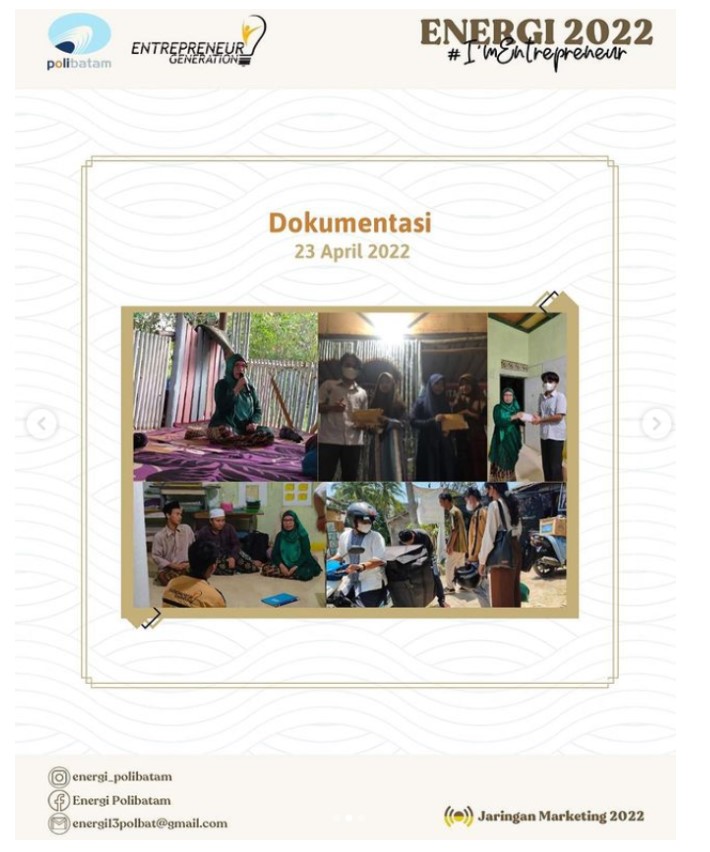 polibatam
ENTREPRENEUR
GENERATION
ENERGI 2022
#I'mEntrepreneur
Dokumentasi
23 April 2022
energi_polibatam
Energi Polibatam
energi13polbat@gmail.com
Jaringan Marketing 2022